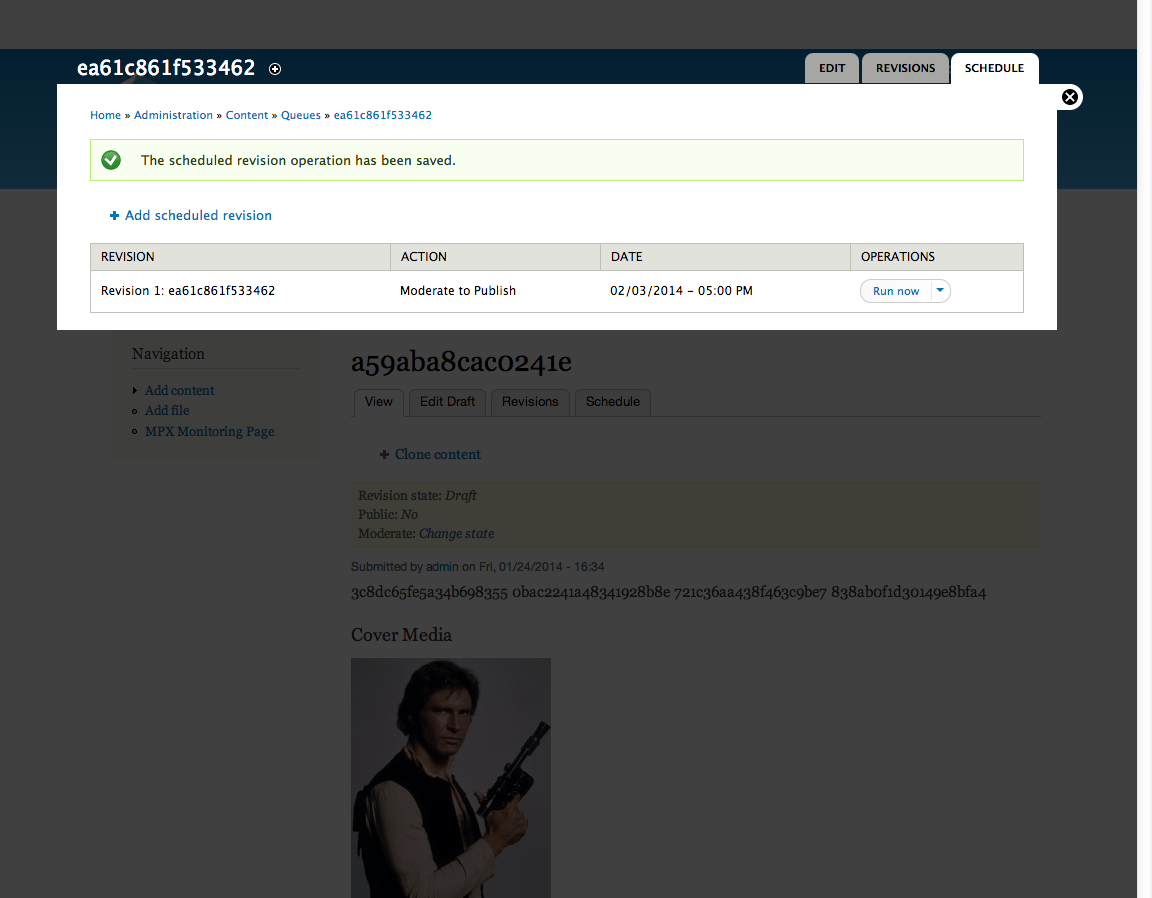 ea61c861f533462
EDIT REVISIONS SCHEDULE
Home » Administration » Content » Queues » ea61c861f533462
The scheduled revision operation has been saved.
Add scheduled revision
REVISION ACTION DATE OPERATIONS
Revision 1: ea61c861f533462 Moderate to Publish 02/03/2014 - 05:00 PM Run now
Navigation
Add content
Add file
MPX Monitoring Page
a59aba8cac0241e
View Edit Draft Revisions Schedule
Clone content
Revision state: Draft
Public: No
Moderate: Change state
Submitted by admin on Fri, 01/24/2014 - 16:34
3c8dc65fe5a34b698355 0bac2241a48341928b8e 721c36aa438f463c9be7 838ab0f1d30149e8bfa4
Cover Media